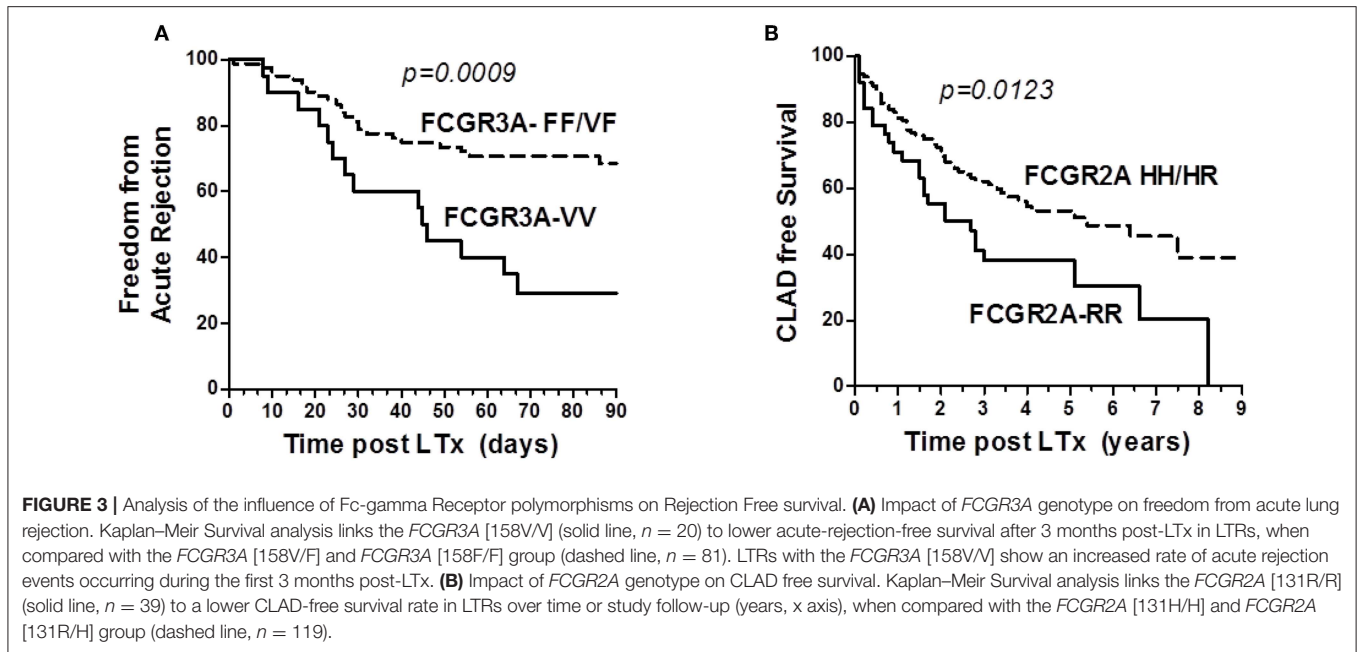 A
100
80
60
40
20
0
Freedom from
Acute Rejection
p=0.0009
FCGR3A- FF/VF
FCGR3A-VV
0 10 20 30 40 50 60 70 80 90
Time post LTx (days)
B
100
80
60
40
20
0
CLAD free Survival
p=0.0123
FCGR2A HH/HR
FCGR2A-RR
0 1 2 3 4 5 6 7 8 9
Time post LTx (years)
FIGURE 3 | Analysis of the influence of Fc-gamma Receptor polymorphisms on Rejection Free survival. (A) Impact of FCGR3A genotype on freedom from acute lung
rejection. Kaplan–Meir Survival analysis links the FCGR3A [158V/V] (solid line, n = 20) to lower acute-rejection-free survival after 3 months post-LTx in LTRs, when
compared with the FCGR3A [158V/F] and FCGR3A [158F/F] group (dashed line, n = 81). LTRs with the FCGR3A [158V/V] show an increased rate of acute rejection
events occurring during the first 3 months post-LTx. (B) Impact of FCGR2A genotype on CLAD free survival. Kaplan–Meir Survival analysis links the FCGR2A [131R/R]
(solid line, n = 39) to a lower CLAD-free survival rate in LTRs over time or study follow-up (years, x axis), when compared with the FCGR2A [131H/H] and FCGR2A
[131R/H] group (dashed line, n = 119).